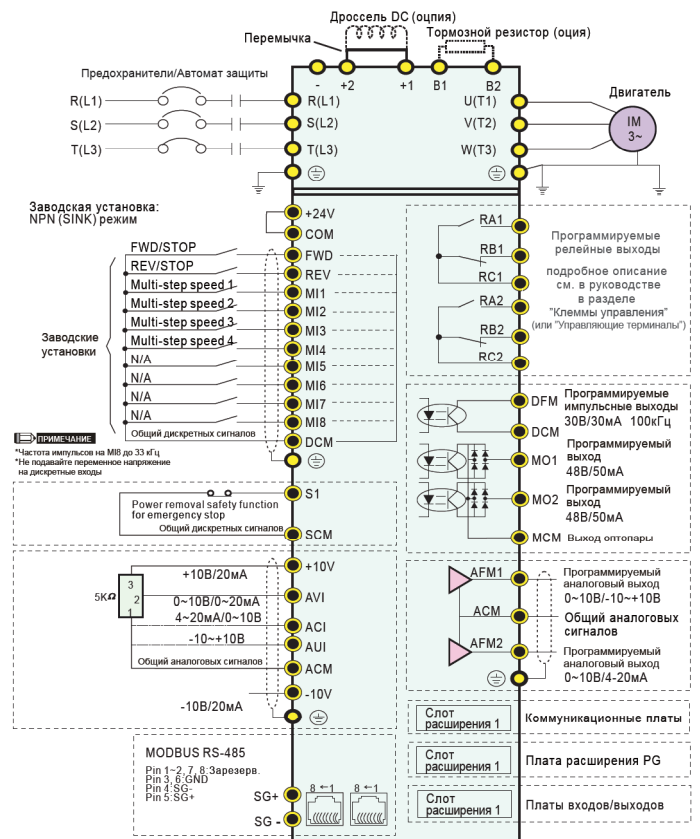 Дроссель DC (оцпия)
Перемычка
Тормозной резистор (оция)
- +2 +1 B1 B2
Предохранители/Автомат защиты
Двигатель
R(L1) R(L1) U(T1)
S(L2) S(L2) V(T2)
T(L3) T(L3) W(T3)
IM
3~
Заводская установка:
NPN (SINK) режим
+24V
COM
FWD/STOP FWD
REV/STOP REV
Multi-step speed 1 MI1
Multi-step speed 2 MI2
Multi-step speed 3 MI3
Multi-step speed 4 MI4
N/A MI5
N/A MI6
N/A MI7
N/A MI8
Общий дискретных сигналов DCM
Заводские
установки
ПРИМЕЧАНИЕ
*Частота импульсов на MI8 до 33 кГц
*Не подавайте переменное напряжение
на дискретные входы
RA1
RB1
RC1
RA2
RB2
RC2
Программируемые
релейные выходы
подробное описание
см. в руководстве
в разделе
"Клеммы управления"
(или "Управляющие терминалы")
DFM
DCM
Программируемые
импульсные выходы
30В/30мА 100кГц
MO1
Программируемый
выход
48В/50мА
MO2
Программируемый
выход
48В/50мА
MCM Выход оптопары
S1
Power removal safety function
for emergency stop
Общий дискретных сигналов
SCM
+10В/20мА +10V
5KΩ
3
2
1
0~10В/0~20мА AVI
4~20мА/0~10В ACI
-10~+10В AUI
Общий аналоговых сигналов ACM
-10В/20мА -10V
AFM1
Программируемый
аналоговый выход
0~10В/-10~+10В
ACM
Общий аналоговых
сигналов
AFM2
Программируемый
аналоговый выход
0~10В/4-20мА
MODBUS RS-485
Pin 1~2, 7, 8:Зарезерв.
Pin 3, 6:GND
Pin 4:SG-
Pin 5:SG+
SG+
SG -
8 ←1 8 ←1
Слот
расширения 1
Коммуникационные платы
Слот
расширения 1
Плата расширения PG
Слот
расширения 1
Платы входов/выходов